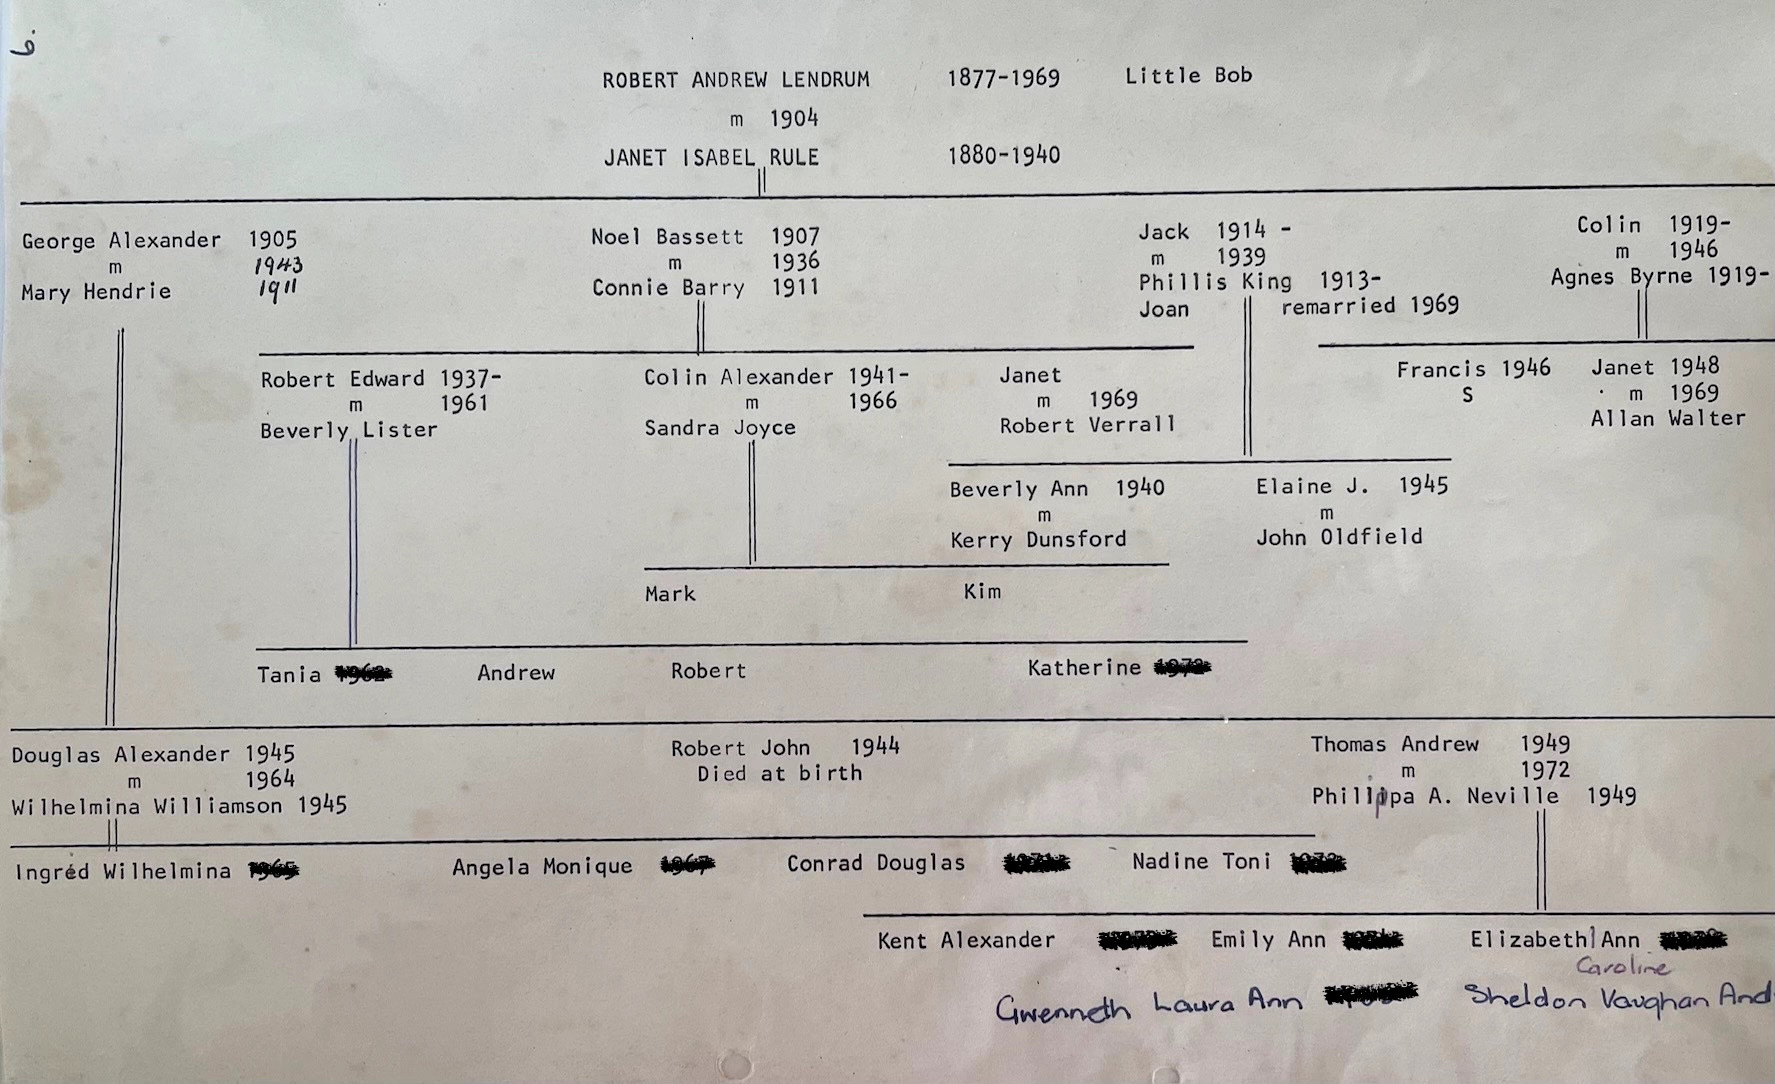 6.
ROBERT ANDREW LENDRUM 1877-1969 Little Bob
m 1904
JANET ISABEL RULE 1880-1940
George Alexander 1905
m 1943
Mary Hendrie 1911
Noel Bassett 1907
m 1936
Connie Barry 1911
Jack 1914 -
m 1939
Phillis King 1913-
Joan remarried 1969
Colin 1919-
m 1946
Agnes Byrne 1919-
Robert Edward 1937-
m 1961
Beverly Lister
Colin Alexander 1941-
m 1966
Sandra Joyce
Janet
m 1969
Robert Verrall
Francis 1946
S
Janet 1948
m 1969
Allan Walter
Beverly Ann 1940
m
Kerry Dunsford
Elaine J. 1945
m
John Oldfield
Mark Kim
Tania Andrew Robert Katherine
Douglas Alexander 1945
m 1964
Wilhelmina Williamson 1945
Robert John 1944
Died at birth
Thomas Andrew 1949
m 1972
Philippa A. Neville 1949
Ingrid Wilhelmina Angela Monique Conrad Douglas Nadine Toni
Kent Alexander Emily Ann Elizabeth Ann
Caroline
Gwenneth Laura Ann Sheldon Vaughan And